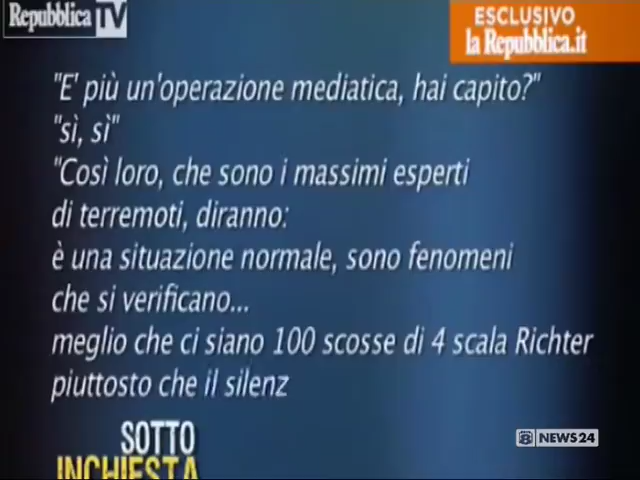 Repubblica TV
ESCLUSIVO
la Repubblica.it
"E' più un'operazione mediatica, hai capito?"
"sì, sì"
"Così loro, che sono i massimi esperti
di terremoti, diranno:
è una situazione normale, sono fenomeni
che si verificano...
meglio che ci siano 100 scosse di 4 scala Richter
piuttosto che il silenz
SOTTO
INCHIESTA
NEWS24